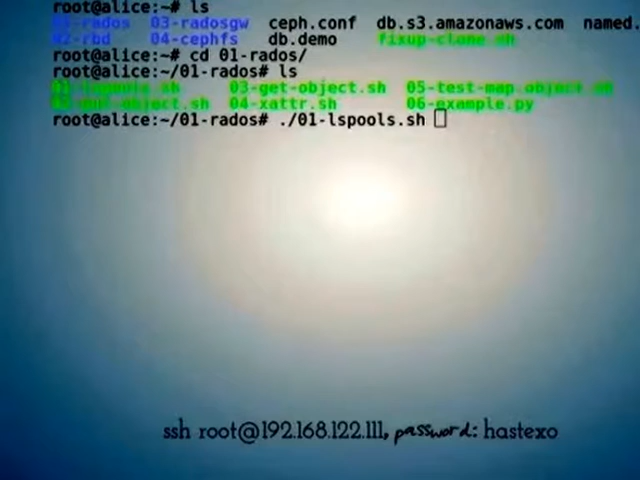 root@alice:~# ls
01-rados 03-radosgw ceph.conf db.s3.amazonaws.com named.
02-rbd 04-cephfs db.demo fixup-clone.sh
root@alice:~# cd 01-rados/
root@alice:~/01-rados# ls
01-lspools.sh 03-get-object.sh 05-test-map.object.sh
02-put-object.sh 04-xattr.sh 06-example.py
root@alice:~/01-rados# ./01-lspools.sh
ssh root@192.168.122.111, password: hastexo